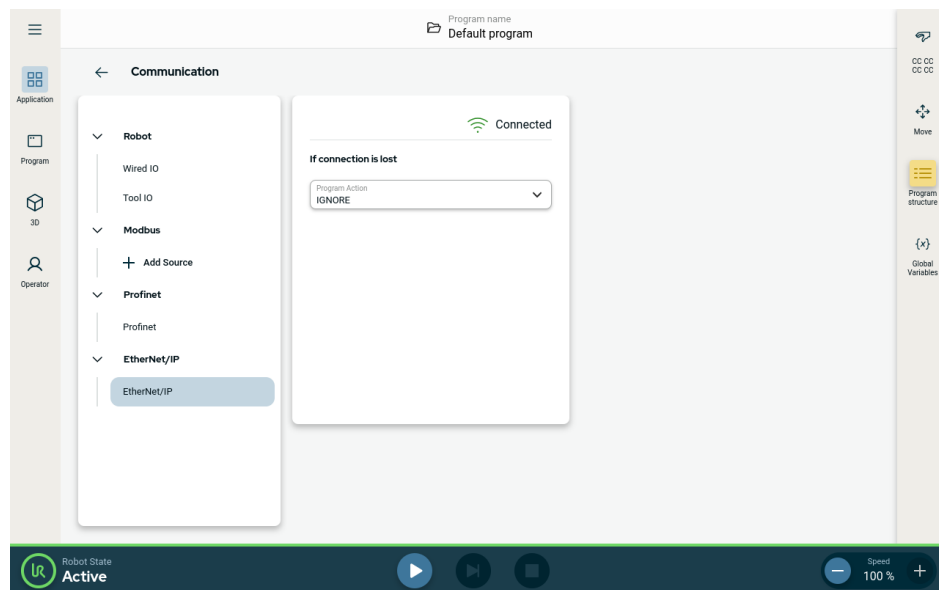 Program name
Default program
Application
Program
3D
Operator
Communication
Robot
Wired IO
Tool IO
Modbus
Add Source
Profinet
Profinet
EtherNet/IP
EtherNet/IP
Connected
If connection is lost
Program Action
IGNORE
CC CC
CC CC
Move
Program
structure
{x}
Global
Variables
UR
Robot State
Active
Speed
100 %